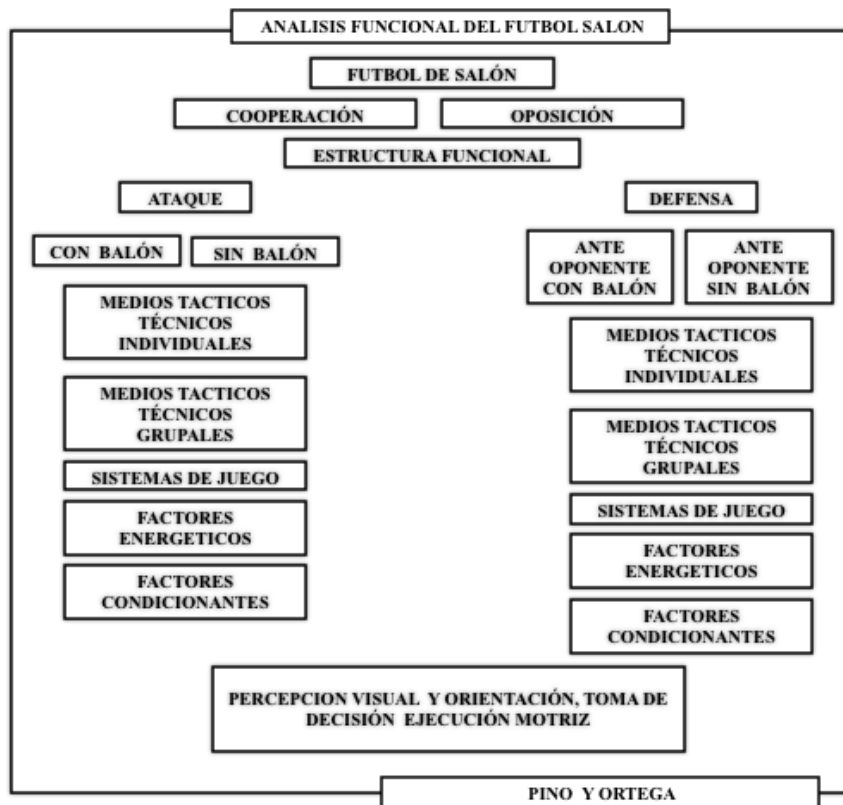 ANALISIS FUNCIONAL DEL FUTBOL SALON
FUTBOL DE SALÓN
COOPERACIÓN
OPOSICIÓN
ESTRUCTURA FUNCIONAL
ATAQUE
DEFENSA
CON BALÓN
SIN BALÓN
ANTE
OPONENTE
CON BALÓN
ANTE
OPONENTE
SIN BALÓN
MEDIOS TACTICOS
TÉCNICOS
INDIVIDUALES
MEDIOS TACTICOS
TÉCNICOS
GRUPALES
SISTEMAS DE JUEGO
FACTORES
ENERGETICOS
FACTORES
CONDICIONANTES
MEDIOS TACTICOS
TÉCNICOS
INDIVIDUALES
MEDIOS TACTICOS
TÉCNICOS
GRUPALES
SISTEMAS DE JUEGO
FACTORES
ENERGETICOS
FACTORES
CONDICIONANTES
PERCEPCION VISUAL Y ORIENTACIÓN, TOMA DE
DECISIÓN EJECUCIÓN MOTRIZ
PINO Y ORTEGA